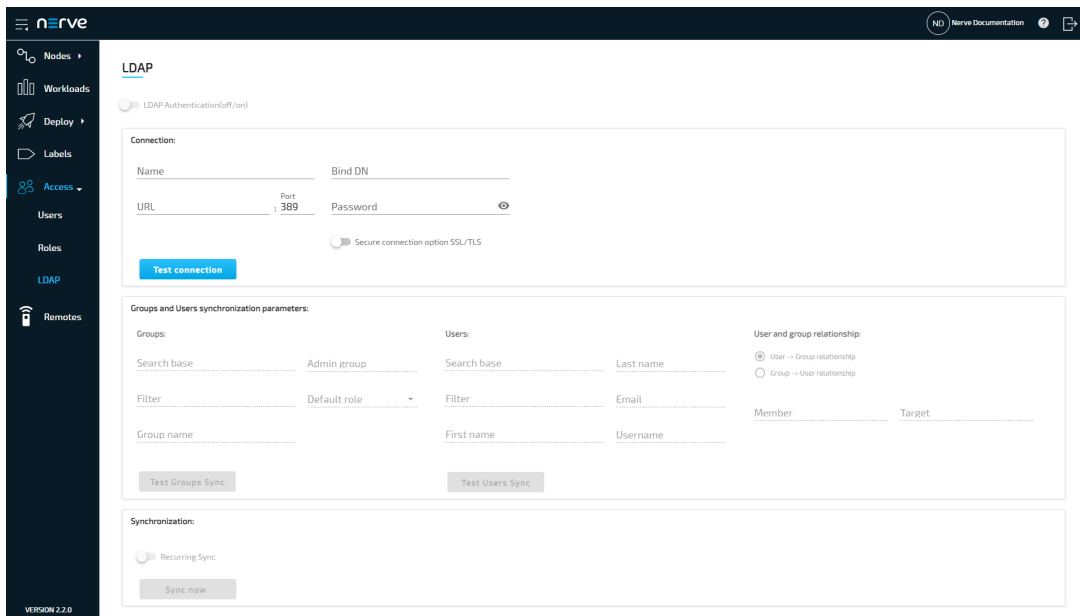 nerve
ND Nerve Documentation ?
Nodes
Workloads
Deploy
Labels
Access
Users
Roles
LDAP
Remotes
VERSION 2.2.0
LDAP
LDAP Authentication(off/on)
Connection:
Name Bind DN
Port
URL : 389 Password
Secure connection option SSL/TLS
Test connection
Groups and Users synchronization parameters:
Groups: Users: User and group relationship:
User -> Group relationship
Search base Admin group Search base Last name
Group -> User relationship
Filter Default role Filter Email
Member Target
Group name First name Username
Test Groups Sync Test Users Sync
Synchronization:
Recurring Sync
Sync now